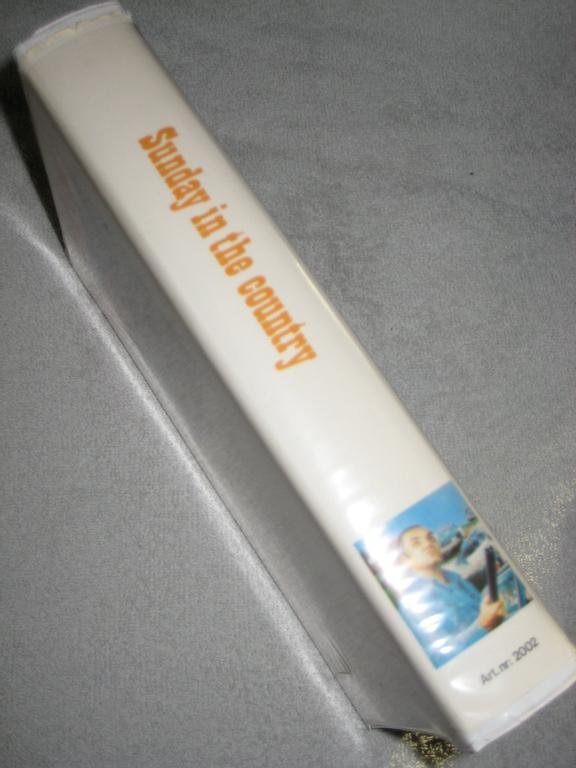 Sunday in the country
Art.nr: 2002